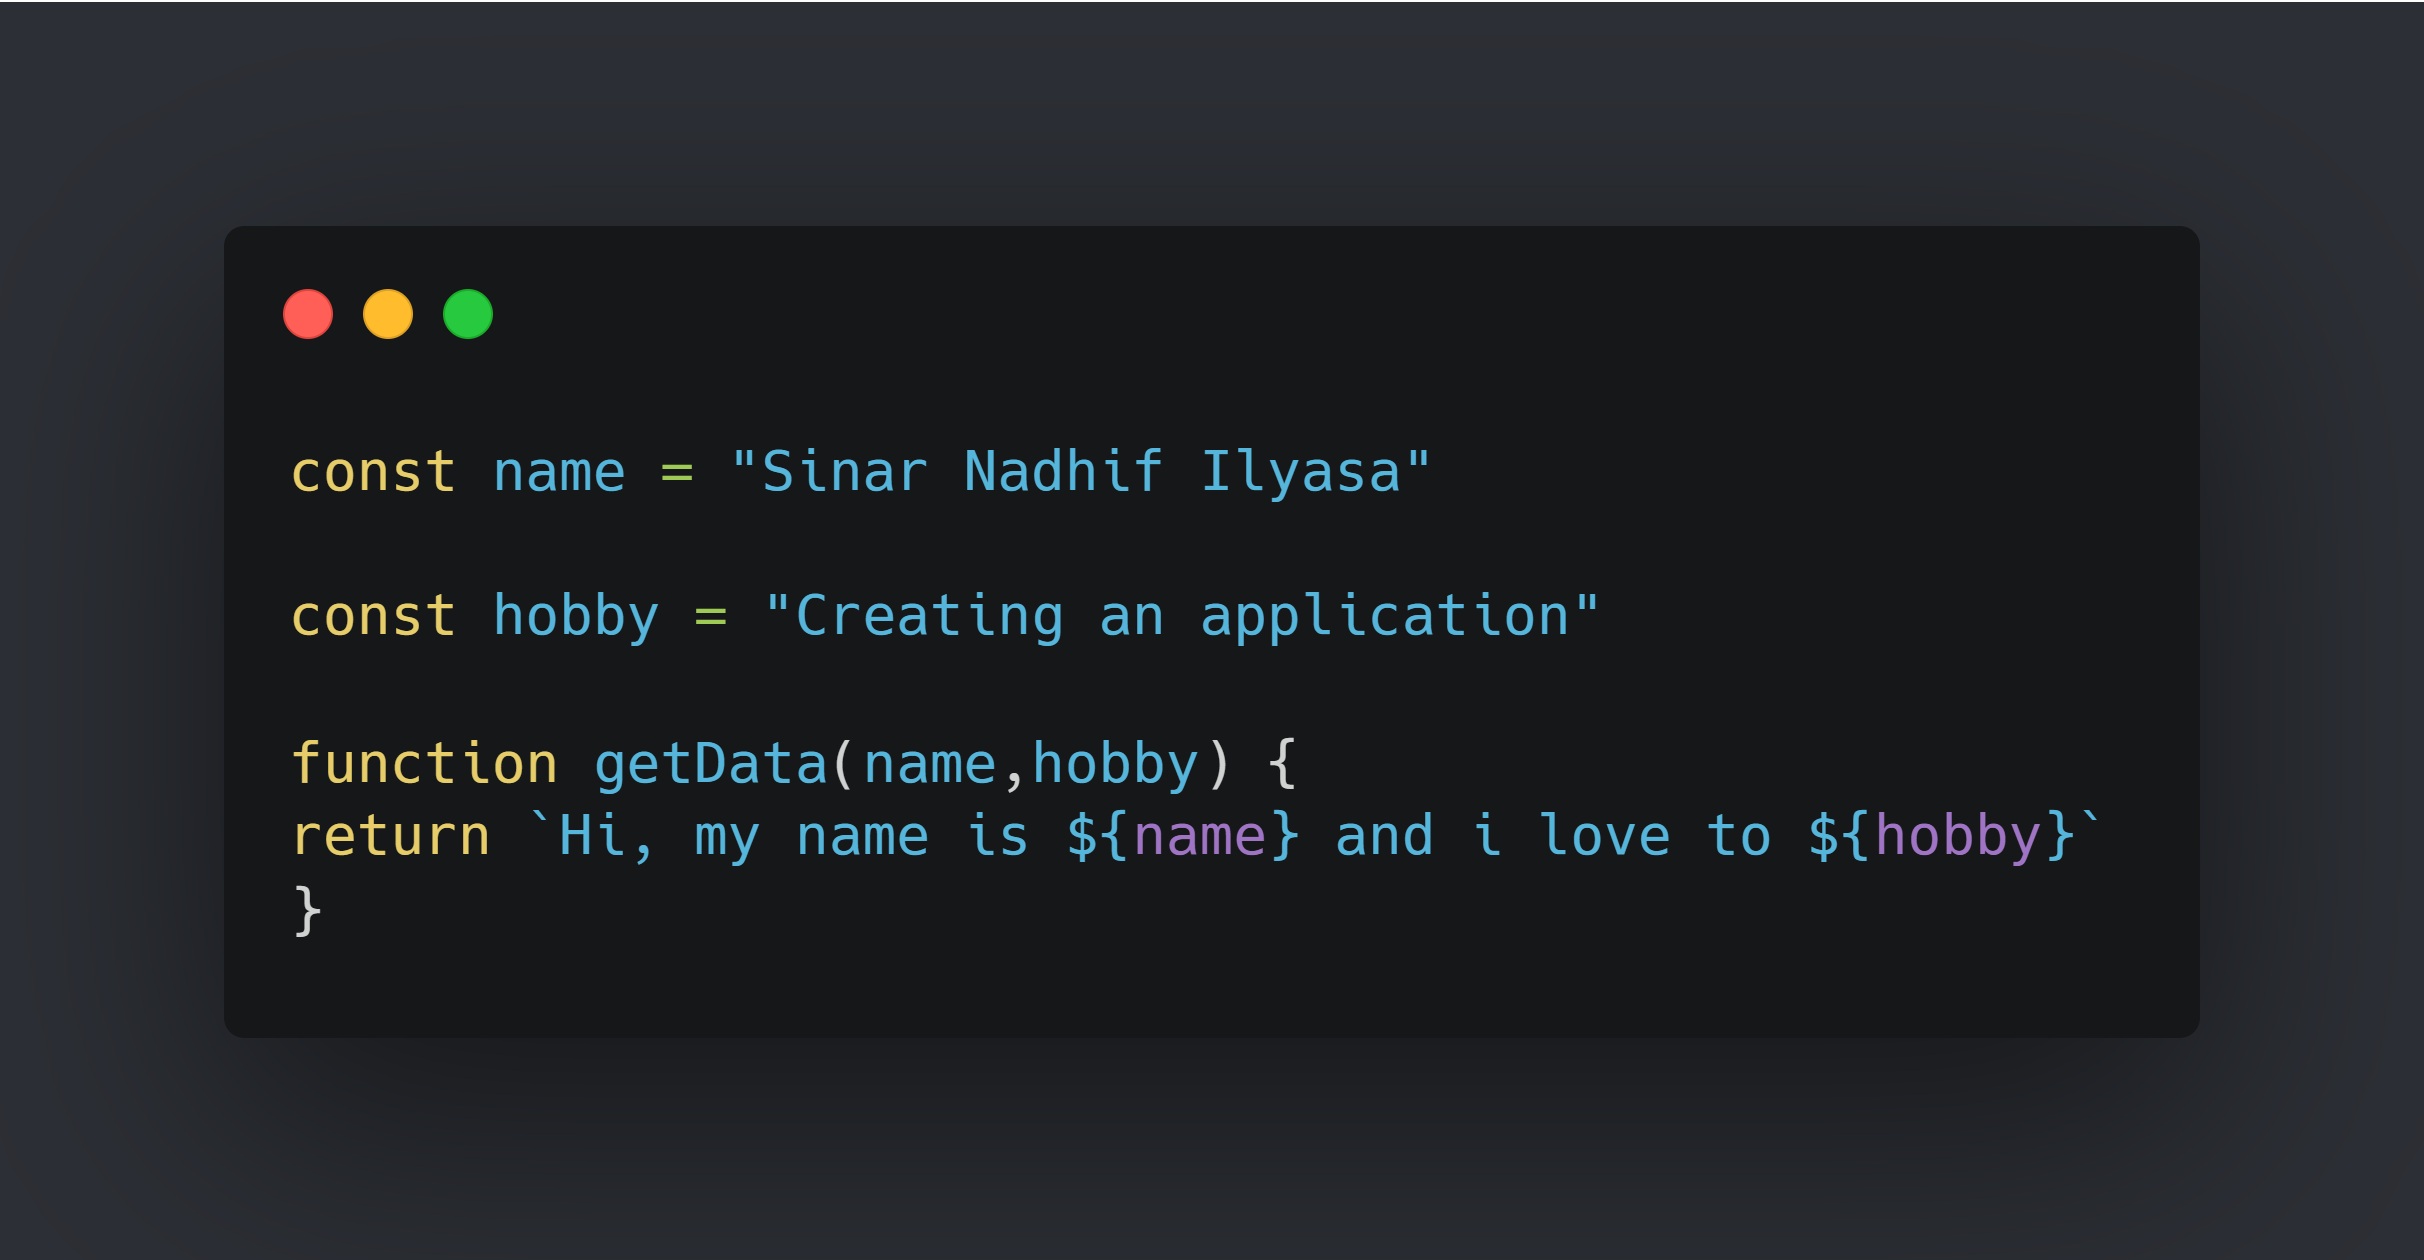 const name = "Sinar Nadhif Ilyasa"
const hobby = "Creating an application"
function getData(name,hobby) {
return `Hi, my name is ${name} and i love to ${hobby}`
}